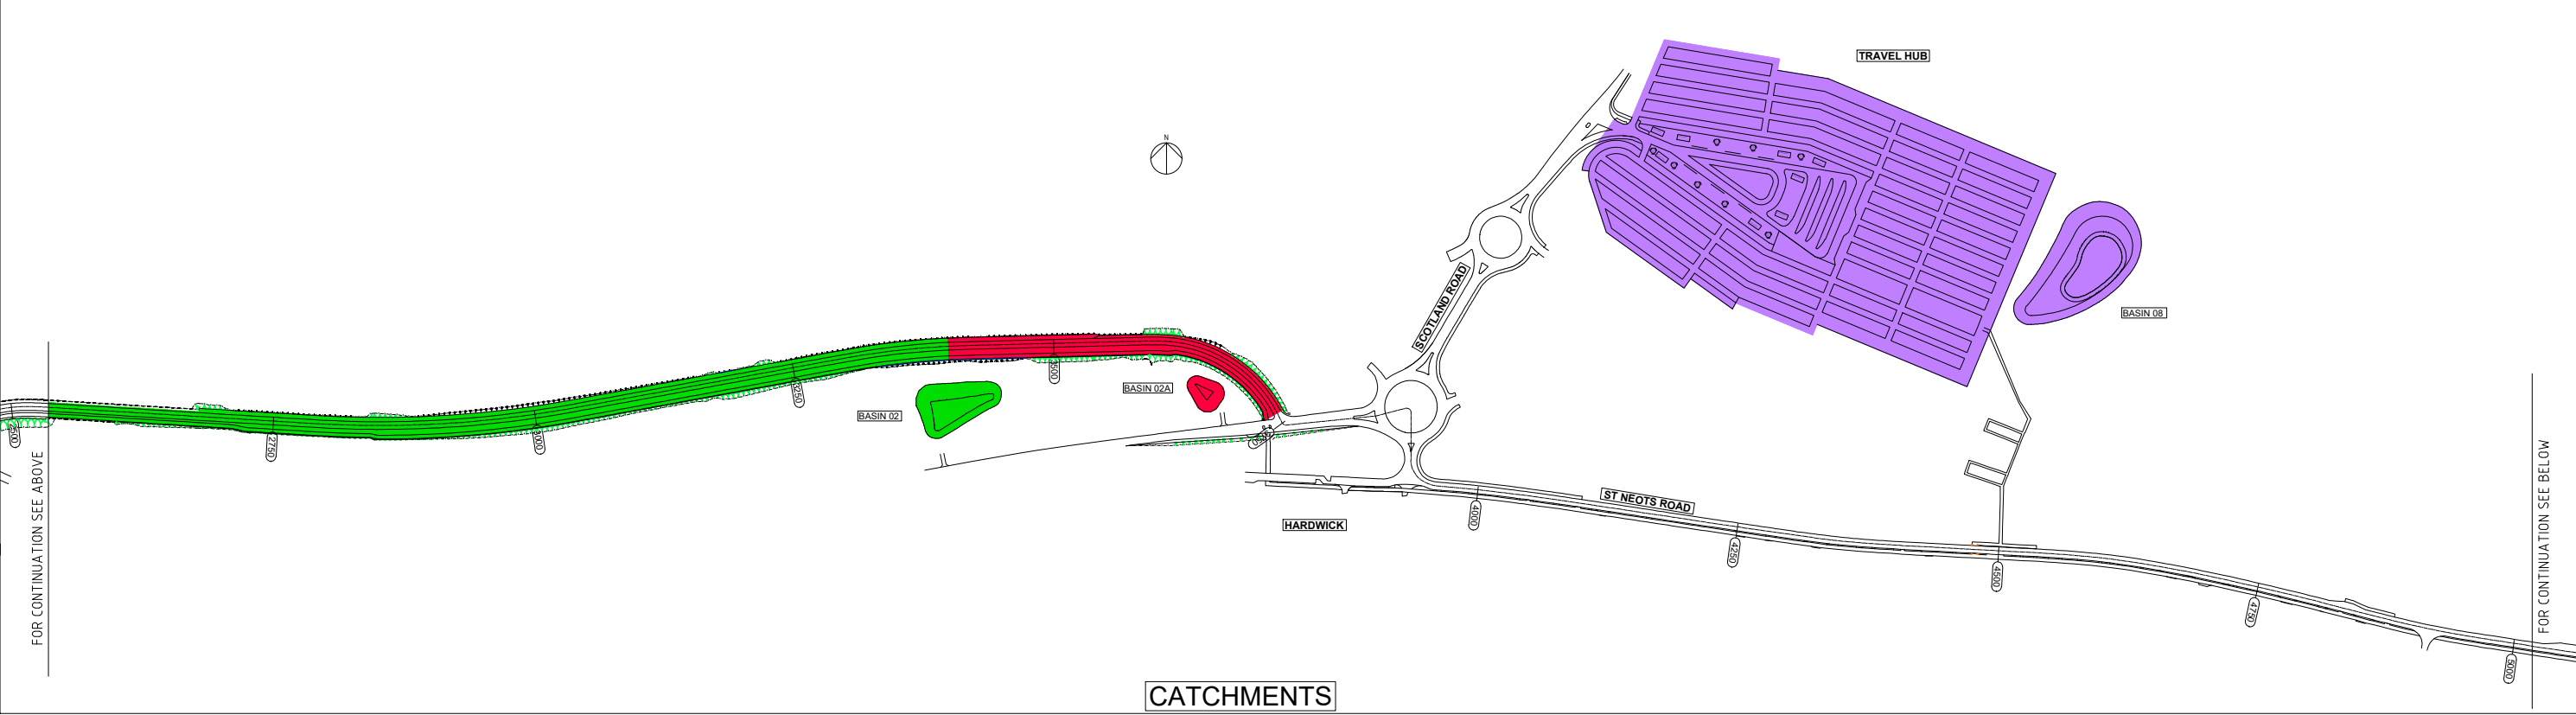 TRAVEL HUB
N
BASIN 08
SCOTLAND ROAD
BASIN 02A
BASIN 02
3500
3250
2500
2750
3000
FOR CONTINUATION SEE ABOVE
HARDWICK
ST NEOTS ROAD
4000
4250
4500
4750
5000
FOR CONTINUATION SEE BELOW
CATCHMENTS